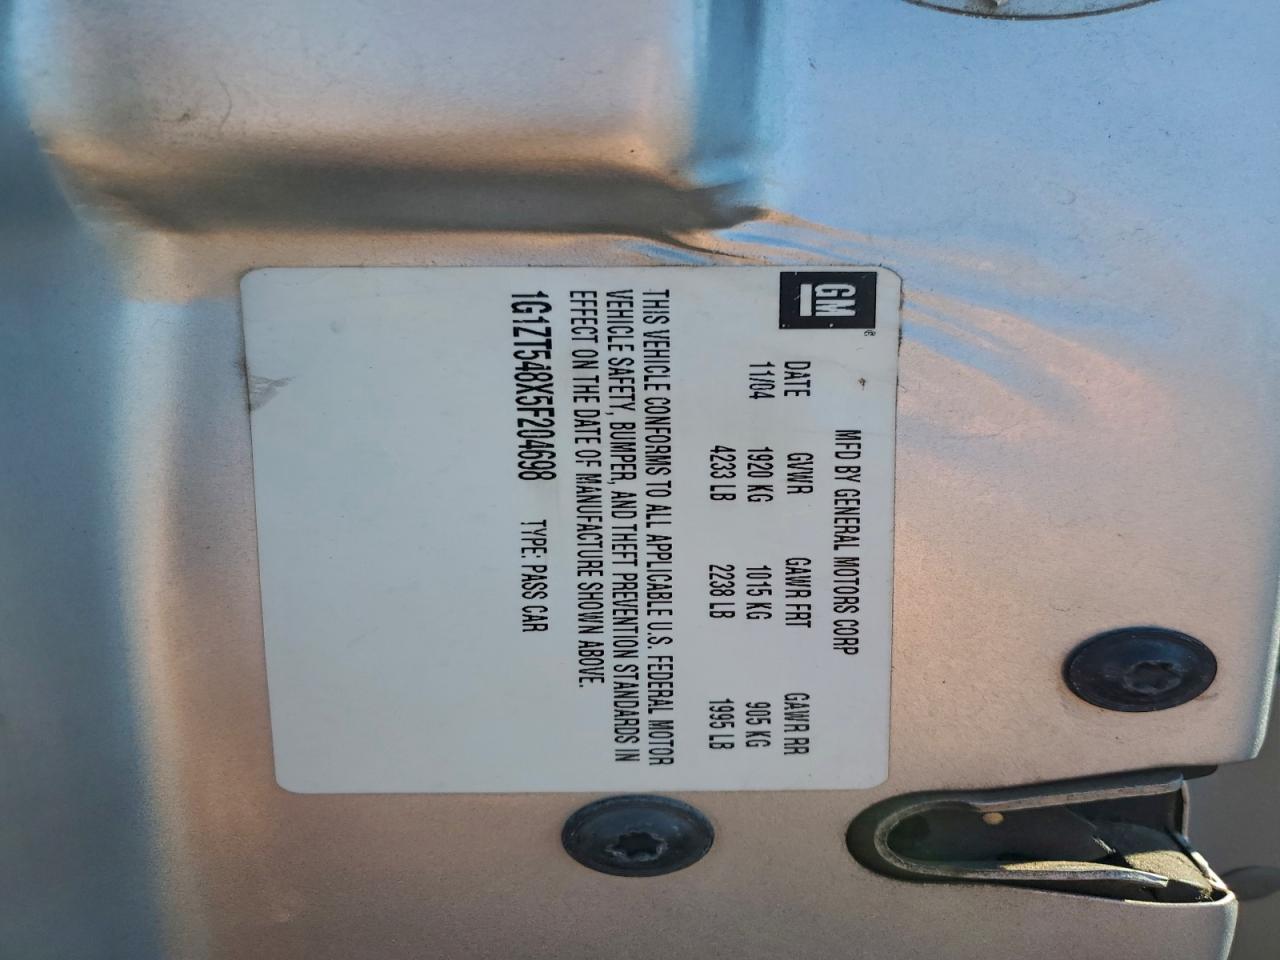 GM
MFD BY GENERAL MOTORS CORP
DATE GVWR GAWR FRT GAWR RR
11/04 1920 KG 1015 KG 905 KG
4233 LB 2238 LB 1995 LB
THIS VEHICLE CONFORMS TO ALL APPLICABLE U.S. FEDERAL MOTOR
VEHICLE SAFETY, BUMPER, AND THEFT PREVENTION STANDARDS IN
EFFECT ON THE DATE OF MANUFACTURE SHOWN ABOVE.
1G1ZT548X5F204698 TYPE: PASS CAR